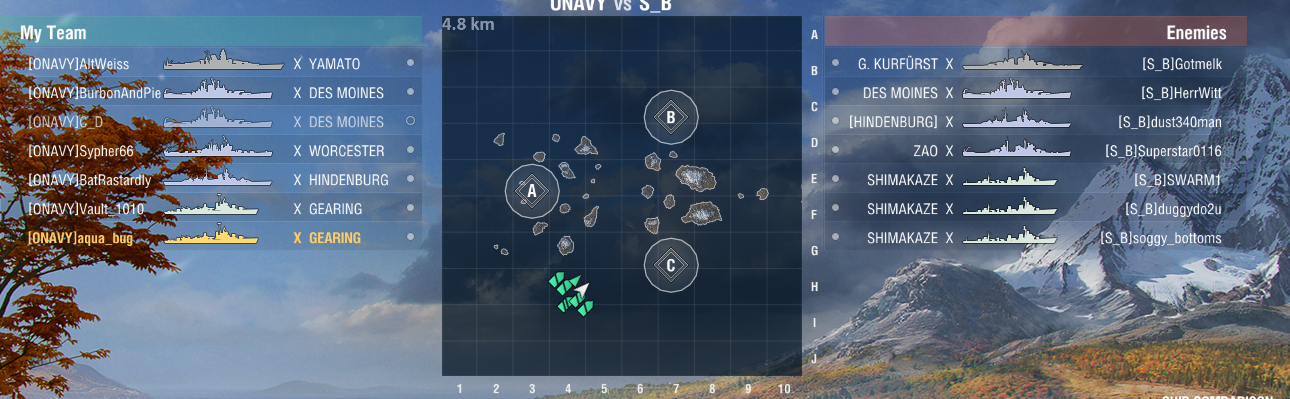 ONAVY vs S_B
My Team
[ONAVY]AltWeiss X YAMATO
[ONAVY]BurbonAndPie X DES MOINES
[ONAVY]C_D X DES MOINES
[ONAVY]Sypher66 X WORCESTER
[ONAVY]BatRastardly X HINDENBURG
[ONAVY]Vault_1010 X GEARING
[ONAVY]aqua_bug X GEARING
4.8 km
B
A
C
A
B
C
D
E
F
G
H
I
J
1 2 3 4 5 6 7 8 9 10
Enemies
G. KURFÜRST X [S_B]Gotmelk
DES MOINES X [S_B]HerrWitt
[HINDENBURG] X [S_B]dust340man
ZAO X [S_B]Superstar0116
SHIMAKAZE X [S_B]SWARM1
SHIMAKAZE X [S_B]duggydo2u
SHIMAKAZE X [S_B]soggy_bottoms
SHIP COMPARISON